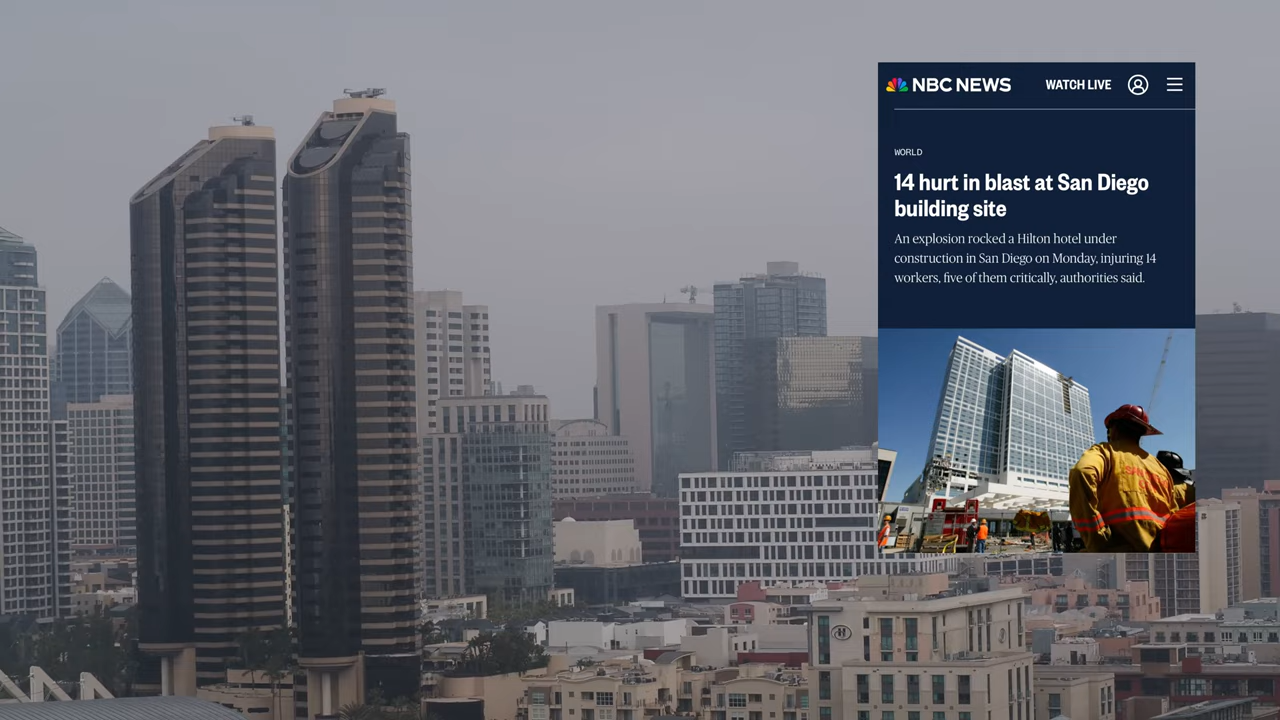 NBC NEWS WATCH LIVE
WORLD
14 hurt in blast at San Diego
building site
An explosion rocked a Hilton hotel under
construction in San Diego on Monday, injuring 14
workers, five of them critically, authorities said.